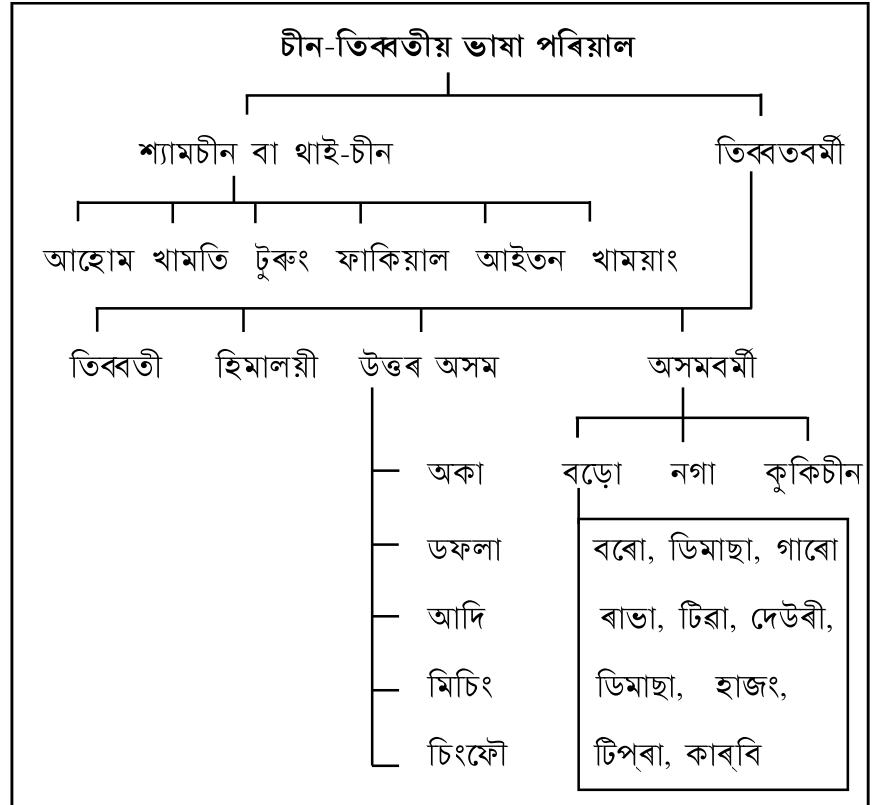 চীন-তিব্বতীয় ভাষা পৰিয়াল
শ্যামচীন বা থাই-চীন তিব্বতবৰ্মী
আহোম খামতি টুৰুং ফাকিয়াল আইতন খাময়াং
তিব্বতী হিমালয়ী উত্তৰ অসম অসমবৰ্মী
অকা বড়ো নগা কুকিচীন
ডফলা বৰো, ডিমাছা, গাৰো
আদি ৰাভা, টিৱা, দেউৰী,
মিচিং ডিমাছা, হাজং,
চিংফৌ টিপ্‌ৰা, কাৰ্‌বি